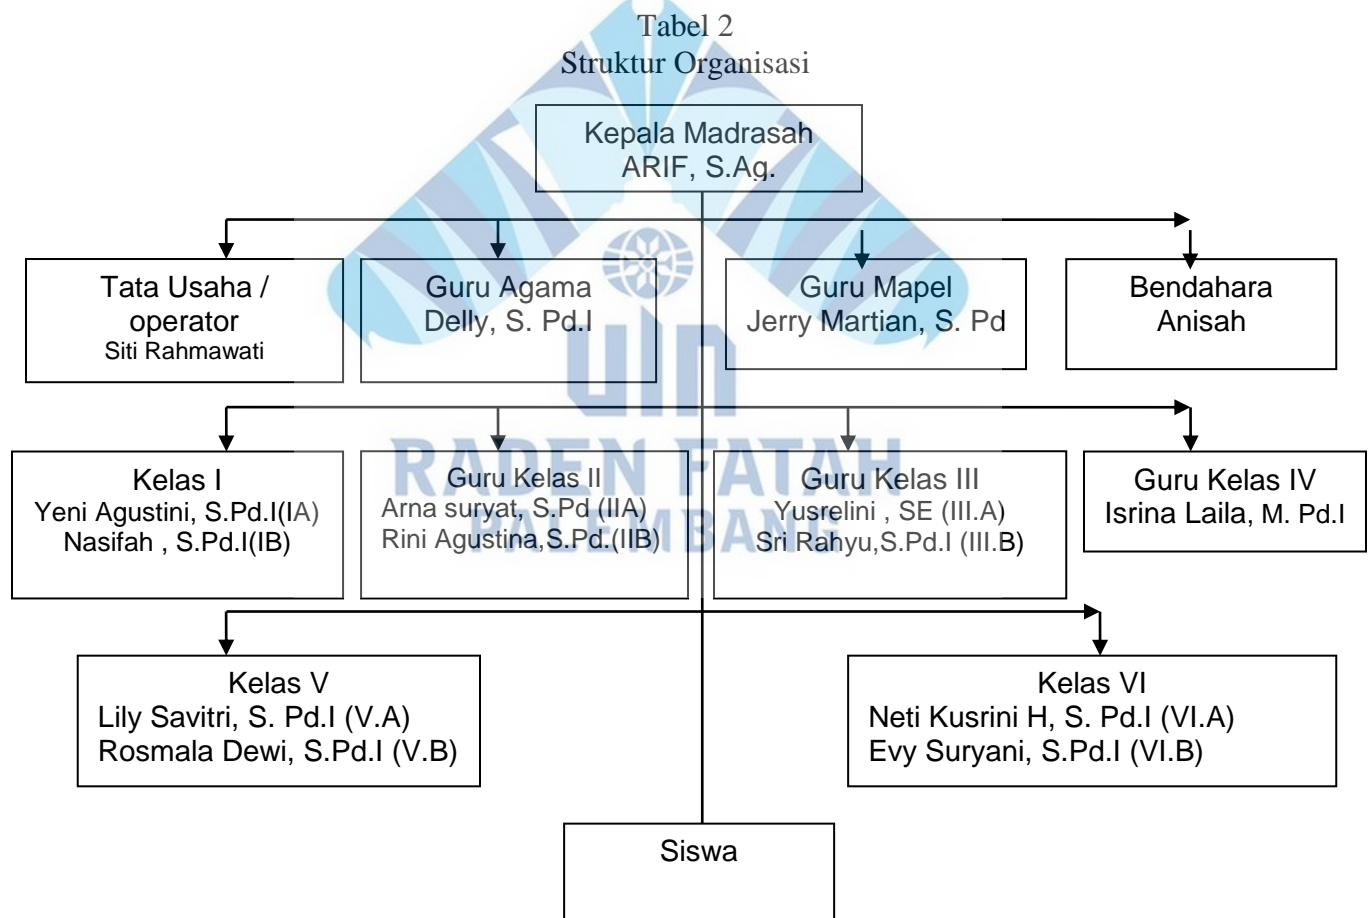 Tabel 2
Struktur Organisasi
Kepala Madrasah
ARIF, S.Ag.
Tata Usaha /
operator
Siti Rahmawati
Guru Agama
Delly, S. Pd.I
Guru Mapel
Jerry Martian, S. Pd
Bendahara
Anisah
uin
RADEN FATAH
PALEMBANG
Kelas I
Yeni Agustini, S.Pd.I(IA)
Nasifah , S.Pd.I(IB)
Guru Kelas II
Arna suryat, S.Pd (IIA)
Rini Agustina,S.Pd.(IIB)
Guru Kelas III
Yusrelini , SE (III.A)
Sri Rahyu,S.Pd.I (III.B)
Guru Kelas IV
Isrina Laila, M. Pd.I
Kelas V
Lily Savitri, S. Pd.I (V.A)
Rosmala Dewi, S.Pd.I (V.B)
Kelas VI
Neti Kusrini H, S. Pd.I (VI.A)
Evy Suryani, S.Pd.I (VI.B)
Siswa